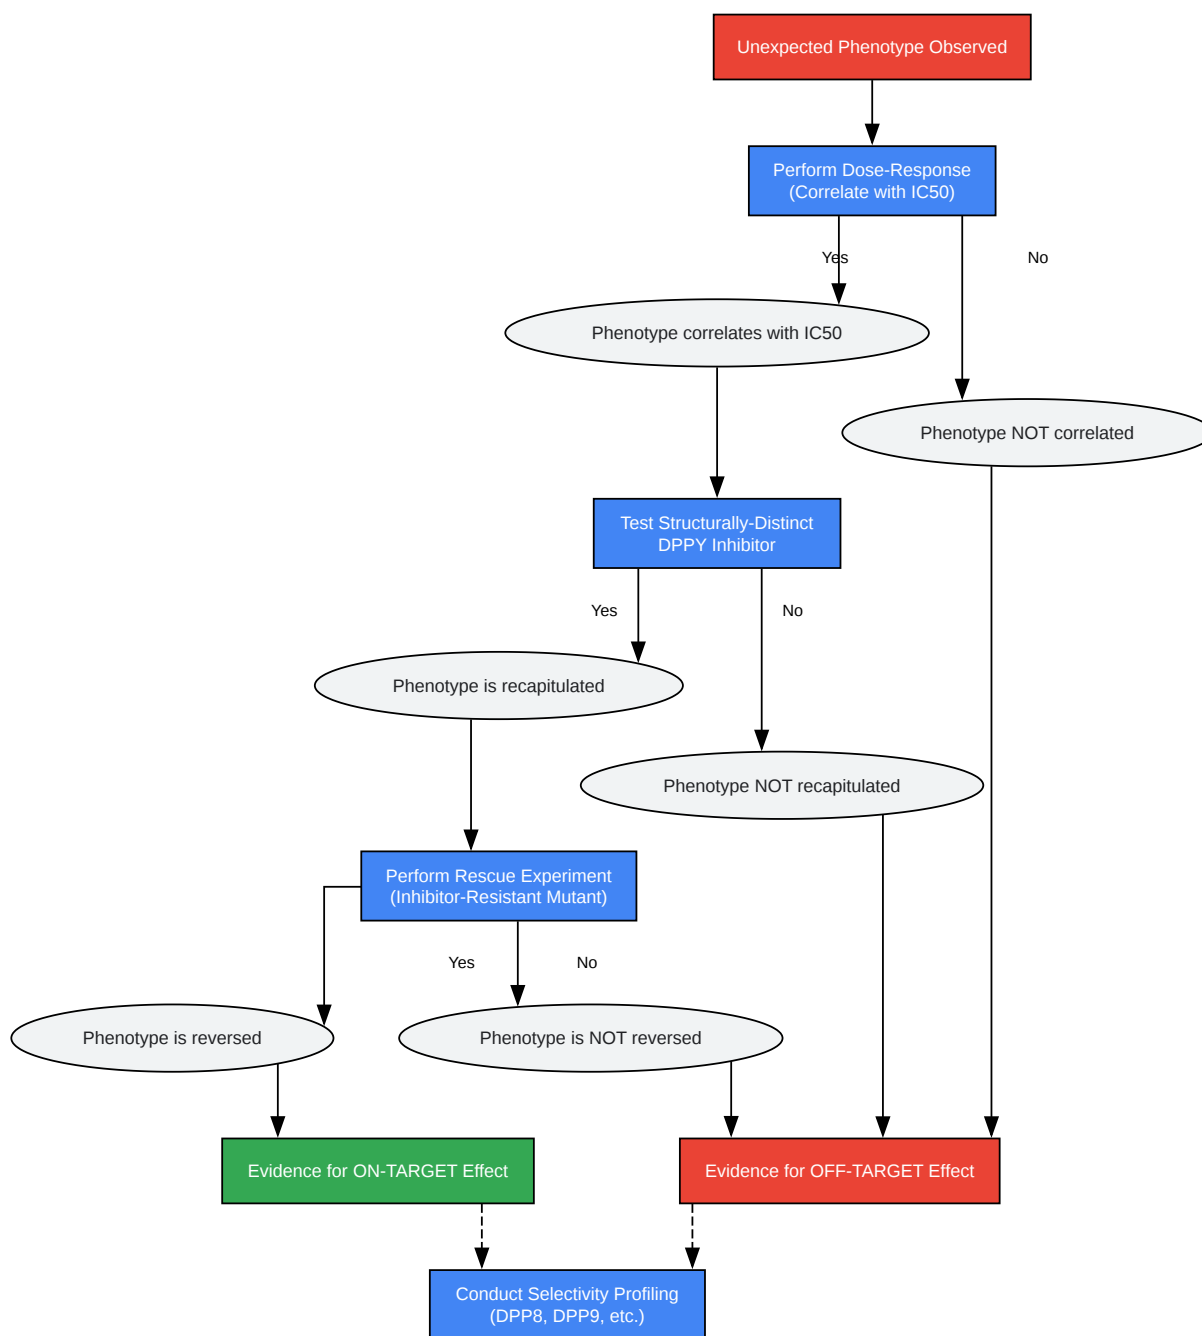 Unexpected Phenotype Observed
Perform Dose-Response
(Correlate with IC50)
Yes
No
Phenotype correlates with IC50
Phenotype NOT correlated
Test Structurally-Distinct
DPPY Inhibitor
Yes
No
Phenotype is recapitulated
Phenotype NOT recapitulated
Perform Rescue Experiment
(Inhibitor-Resistant Mutant)
Yes
No
Phenotype is reversed
Phenotype is NOT reversed
Evidence for ON-TARGET Effect
Evidence for OFF-TARGET Effect
Conduct Selectivity Profiling
(DPP8, DPP9, etc.)